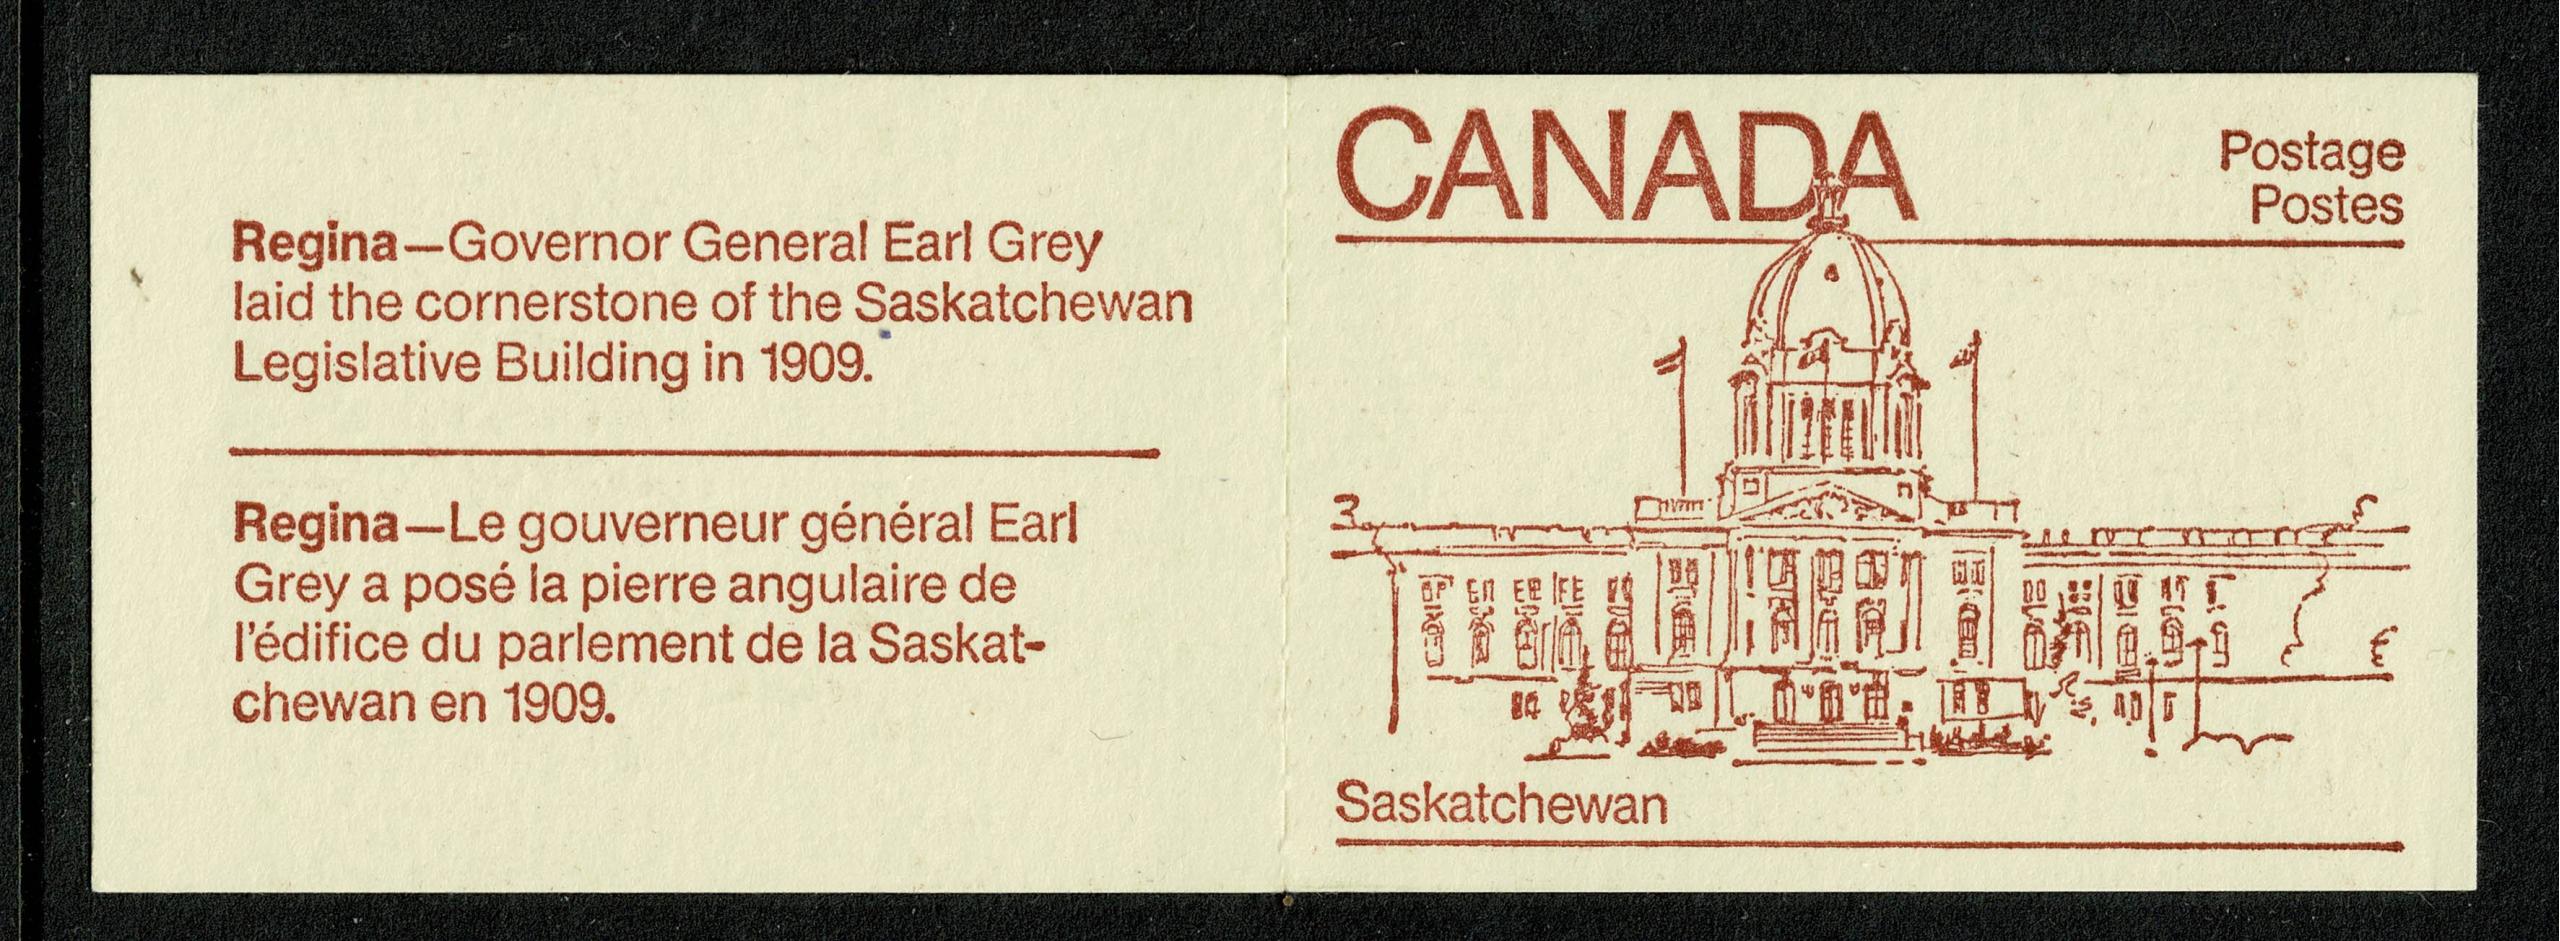 Regina—Governor General Earl Grey
laid the cornerstone of the Saskatchewan
Legislative Building in 1909.
Regina—Le gouverneur général Earl
Grey a posé la pierre angulaire de
l'édifice du parlement de la Saskat-
chewan en 1909.
CANADA
Postage
Postes
Saskatchewan